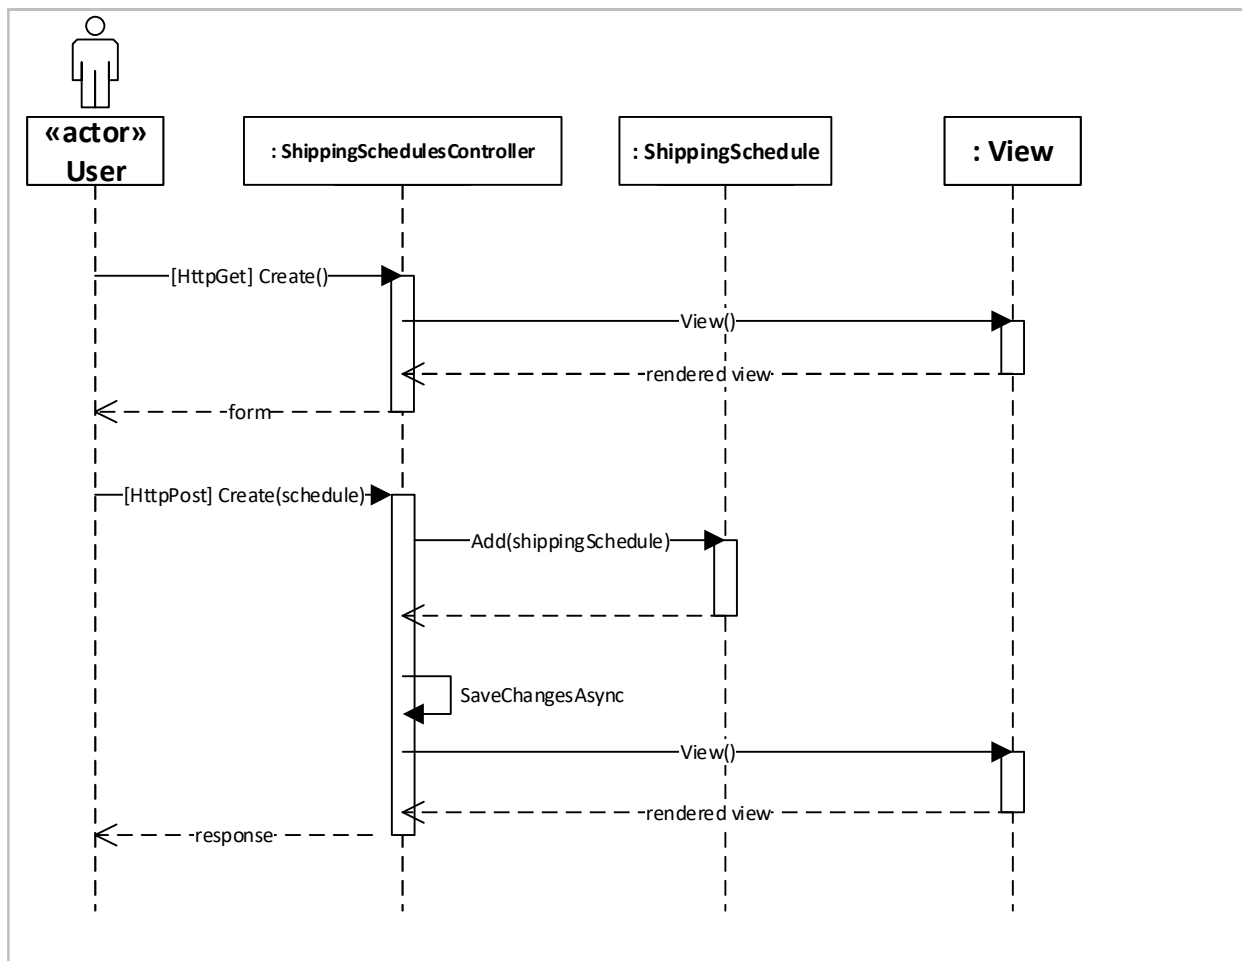 «actor»
User
: ShippingSchedulesController
: ShippingSchedule
: View
[HttpGet] Create()
View()
rendered view
form
[HttpPost] Create(schedule)
Add(shippingSchedule)
SaveChangesAsync
View()
rendered view
response